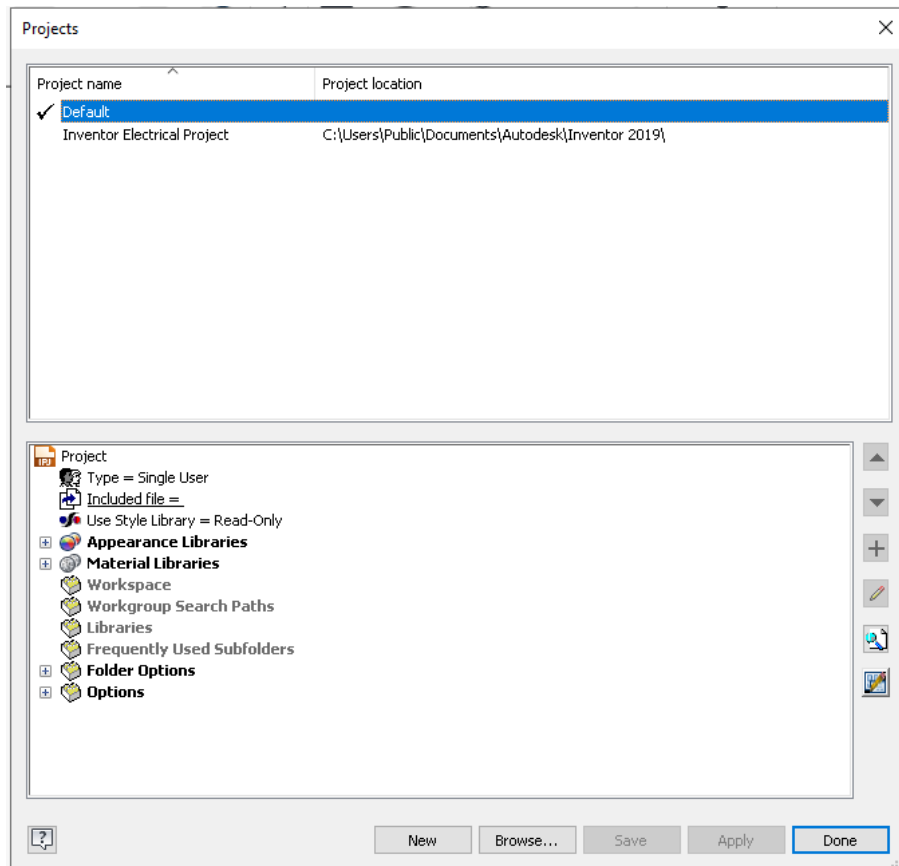 Projects
Project name Project location
Default
Inventor Electrical Project C:\Users\Public\Documents\Autodesk\Inventor 2019\
IPJ Project
Type = Single User
Included file =
Use Style Library = Read-Only
Appearance Libraries
Material Libraries
Workspace
Workgroup Search Paths
Libraries
Frequently Used Subfolders
Folder Options
Options
? New Browse... Save Apply Done